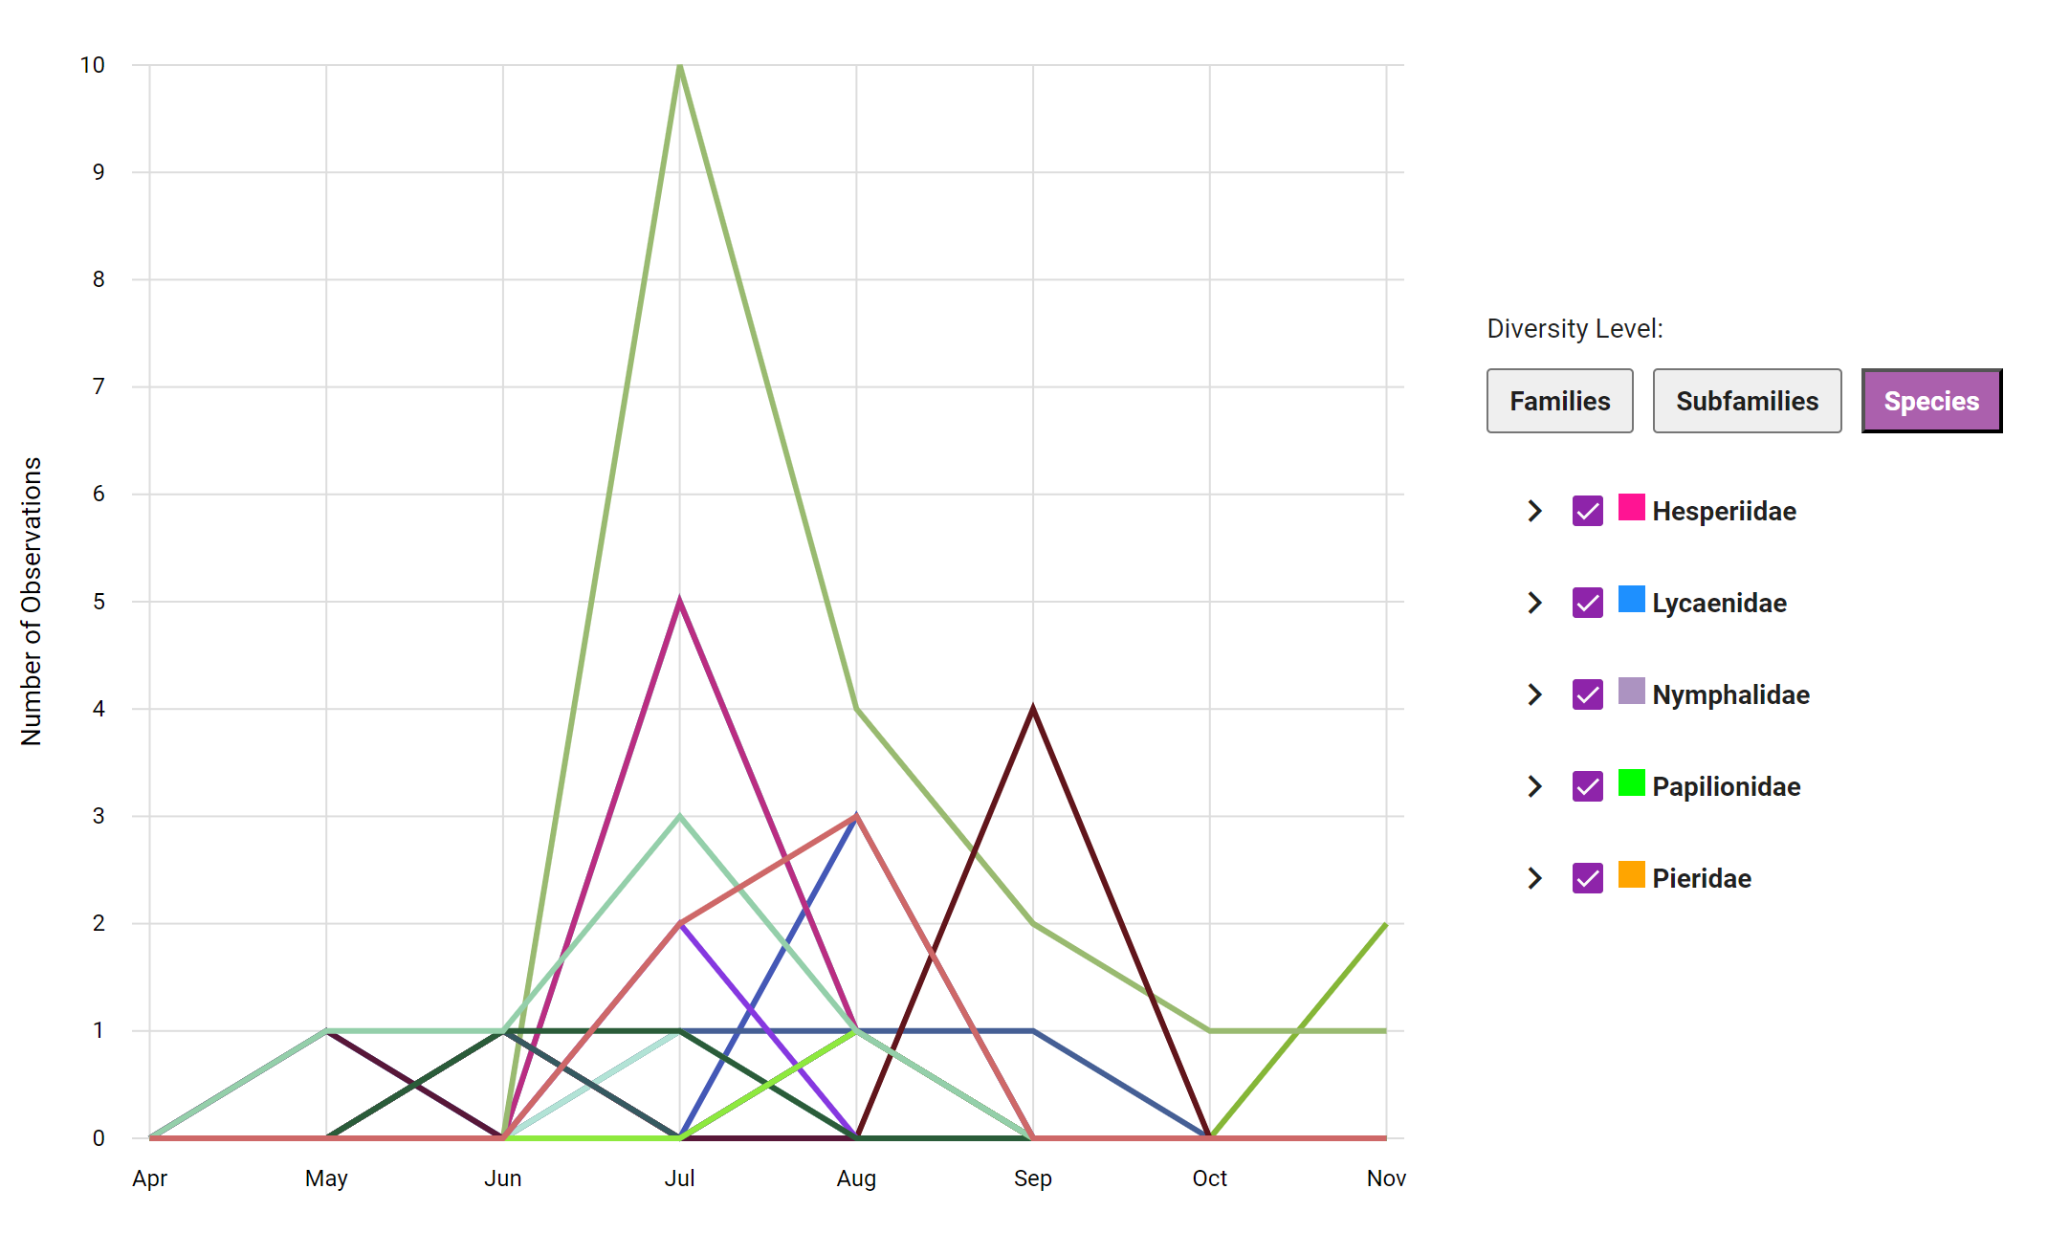 10
9
8
7
6
5
4
3
2
1
0
Number of Observations
Apr May Jun Jul Aug Sep Oct Nov
Diversity Level:
Families Subfamilies Species
Hesperiidae
Lycaenidae
Nymphalidae
Papilionidae
Pieridae